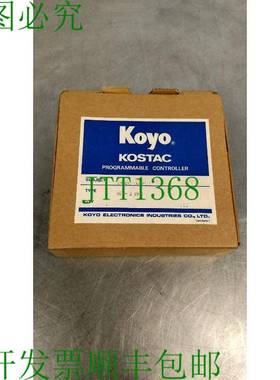 图必究
Koyo
KOSTAC
PROGRAMMABLE CONTROLLER
TYPE
JTT1368
KOYO ELECTRONICS INDUSTRIES CO., LTD.
开发票顺丰包邮